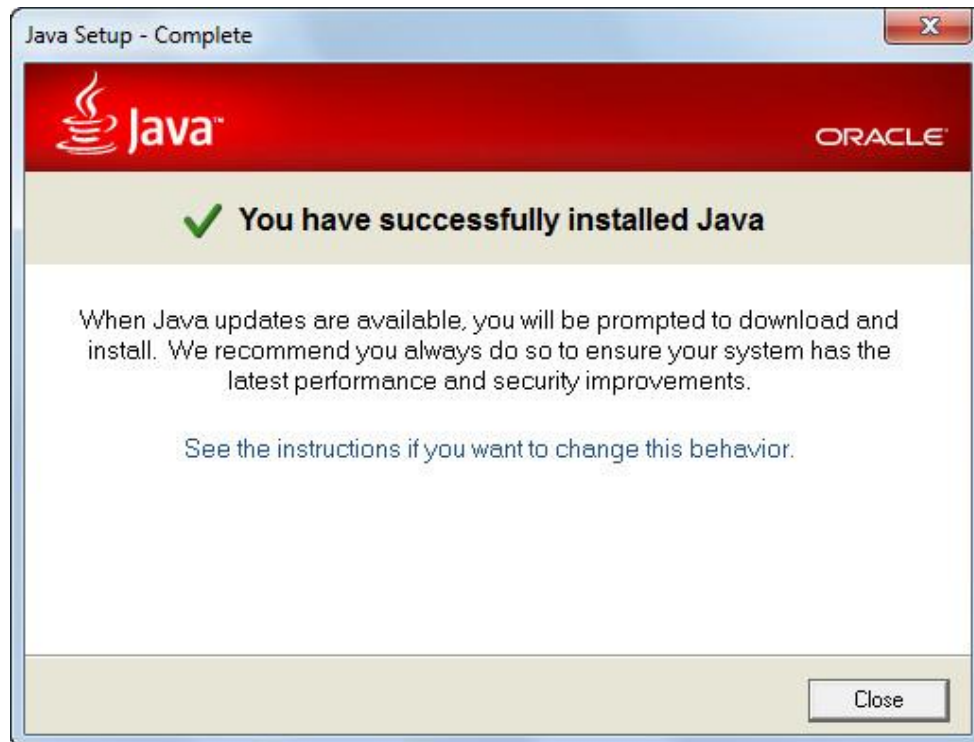 Java Setup - Complete
Java™
ORACLE®
You have successfully installed Java
When Java updates are available, you will be prompted to download and
install. We recommend you always do so to ensure your system has the
latest performance and security improvements.
See the instructions if you want to change this behavior.
Close